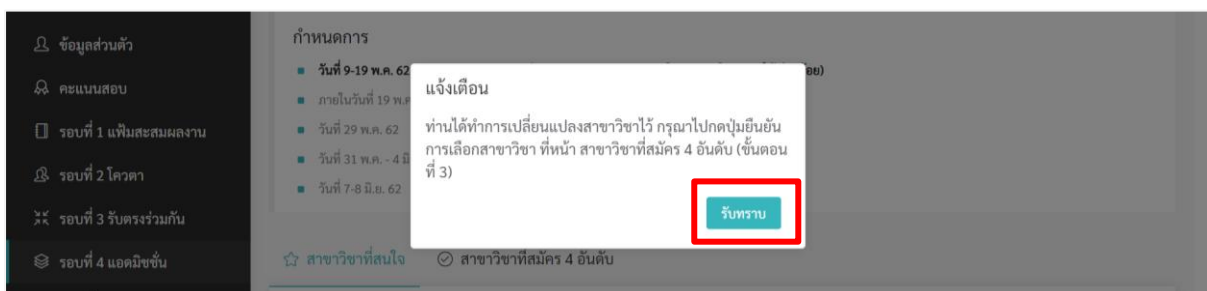 ข้อมูลส่วนตัว
คะแนนสอบ
รอบที่ 1 แฟ้มสะสมผลงาน
รอบที่ 2 โควตา
รอบที่ 3 รับตรงร่วมกัน
รอบที่ 4 แอดมิชชั่น
กำหนดการ
วันที่ 9-19 พ.ค. 62
ภายในวันที่ 19
วันที่ 29 พ.ค. 62
วันที่ 31 พ.ค. - 4
วันที่ 7-8 มิ.ย. 62
แจ้งเตือน
ท่านได้ทำการเปลี่ยนแปลงสาขาวิชาไว้ กรุณาไปกดปุ่มยืนยัน
การเลือกสาขาวิชา ที่หน้า สาขาวิชาที่สมัคร 4 อันดับ (ขั้นตอน
ที่ 3)
รับทราบ
สาขาวิชาที่สนใจ
สาขาวิชาที่สมัคร 4 อันดับ